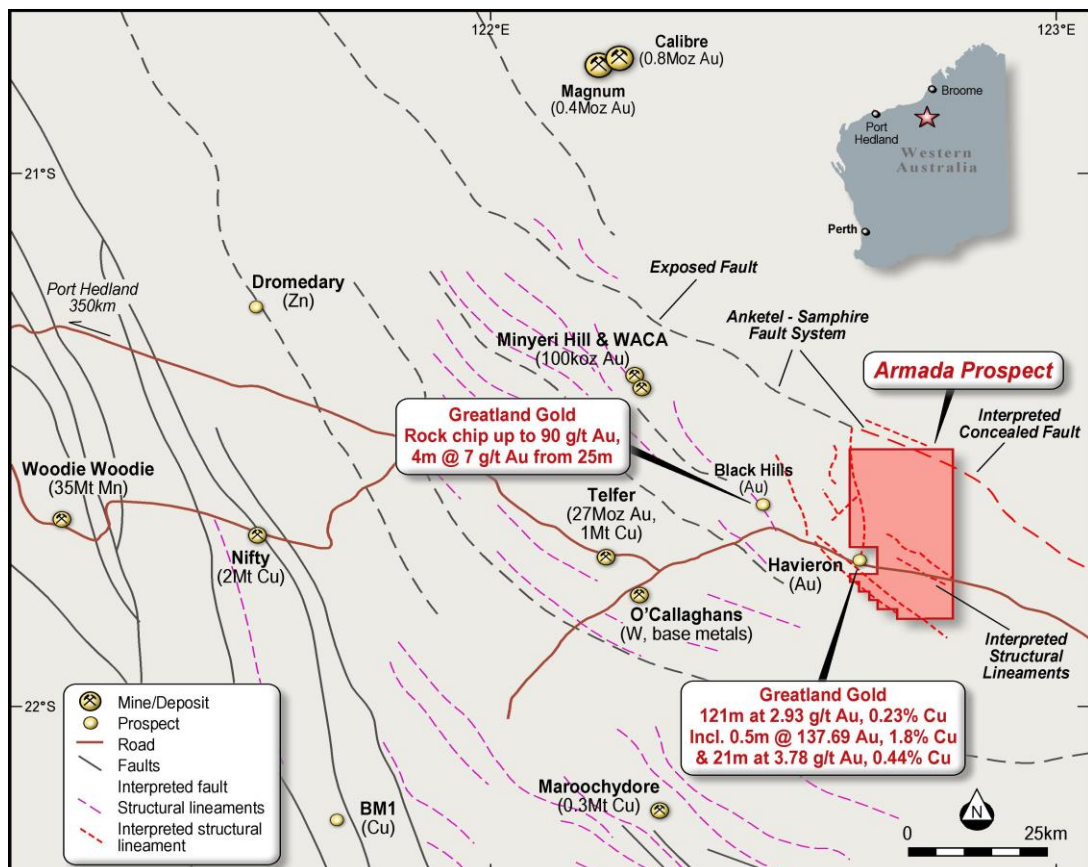 122°E
123°E
21°S
22°S
Calibre
(0.8Moz Au)
Magnum
(0.4Moz Au)
Broome
Port
Hedland
Western
Australia
Perth
Exposed Fault
Dromedary
(Zn)
Port Hedland
350km
Anketel - Samphire
Fault System
Minyeri Hill & WACA
(100koz Au)
Armada Prospect
Interpreted
Concealed Fault
Greatland Gold
Rock chip up to 90 g/t Au,
4m @ 7 g/t Au from 25m
Woodie Woodie
(35Mt Mn)
Black Hills
(Au)
Telfer
(27Moz Au,
1Mt Cu)
Nifty
(2Mt Cu)
Havieron
(Au)
O'Callaghans
(W, base metals)
Interpreted
Structural
Lineaments
Greatland Gold
121m at 2.93 g/t Au, 0.23% Cu
Incl. 0.5m @ 137.69 Au, 1.8% Cu
& 21m at 3.78 g/t Au, 0.44% Cu
Mine/Deposit
Prospect
Road
Faults
Interpreted fault
Structural lineaments
Interpreted structural
lineament
BM1
(Cu)
Maroochydore
(0.3Mt Cu)
N
0
25km